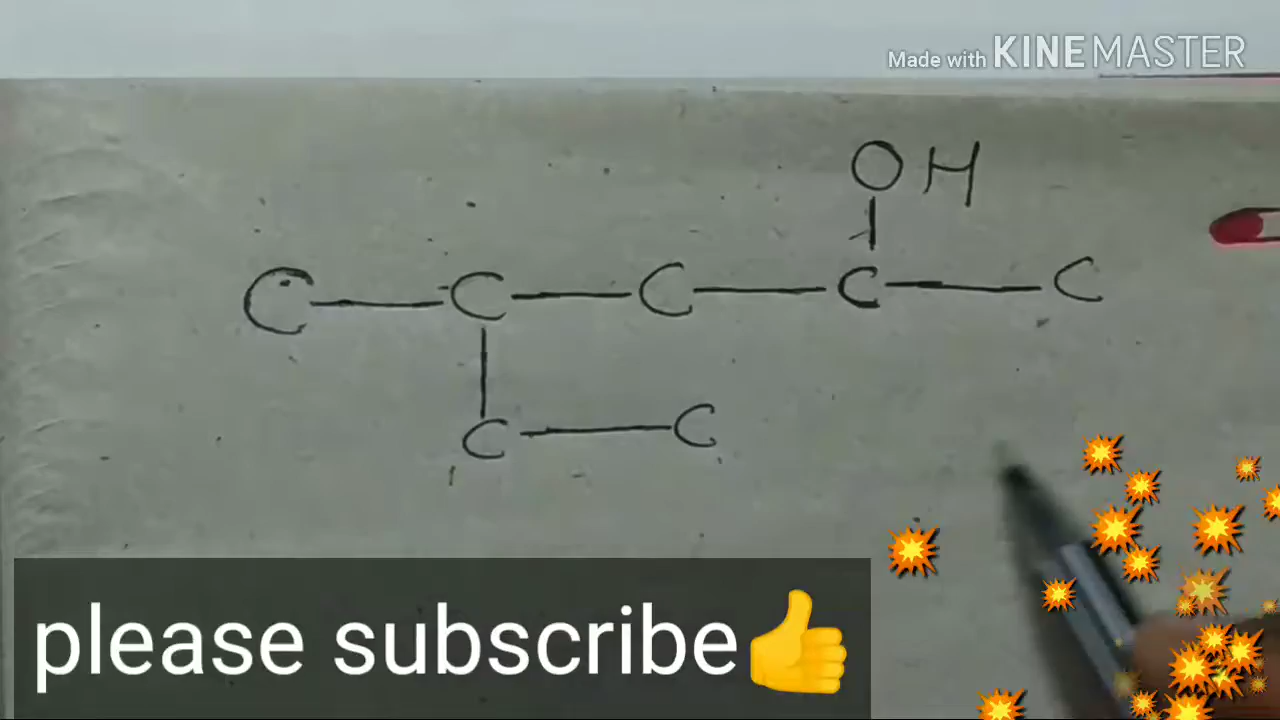 Made with KINEMASTER
OH
C — C — C — C — C
C — C
please subscribe👍